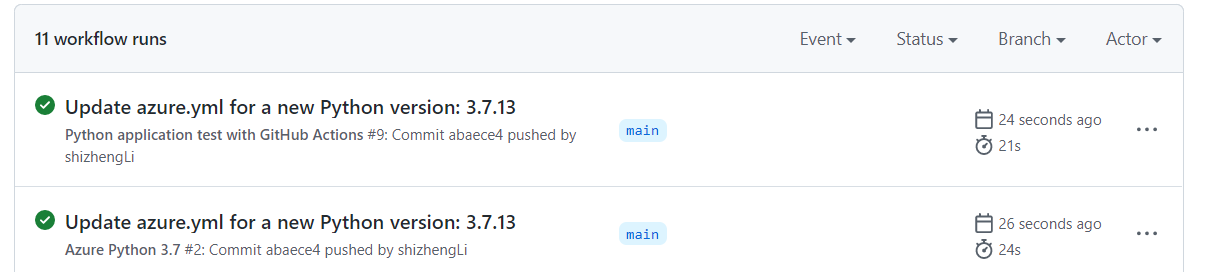 11 workflow runs
Event
Status
Branch
Actor
Update azure.yml for a new Python version: 3.7.13
Python application test with GitHub Actions #9: Commit abaece4 pushed by
shizhengLi
main
24 seconds ago
21s
Update azure.yml for a new Python version: 3.7.13
Azure Python 3.7 #2: Commit abaece4 pushed by shizhengLi
main
26 seconds ago
24s